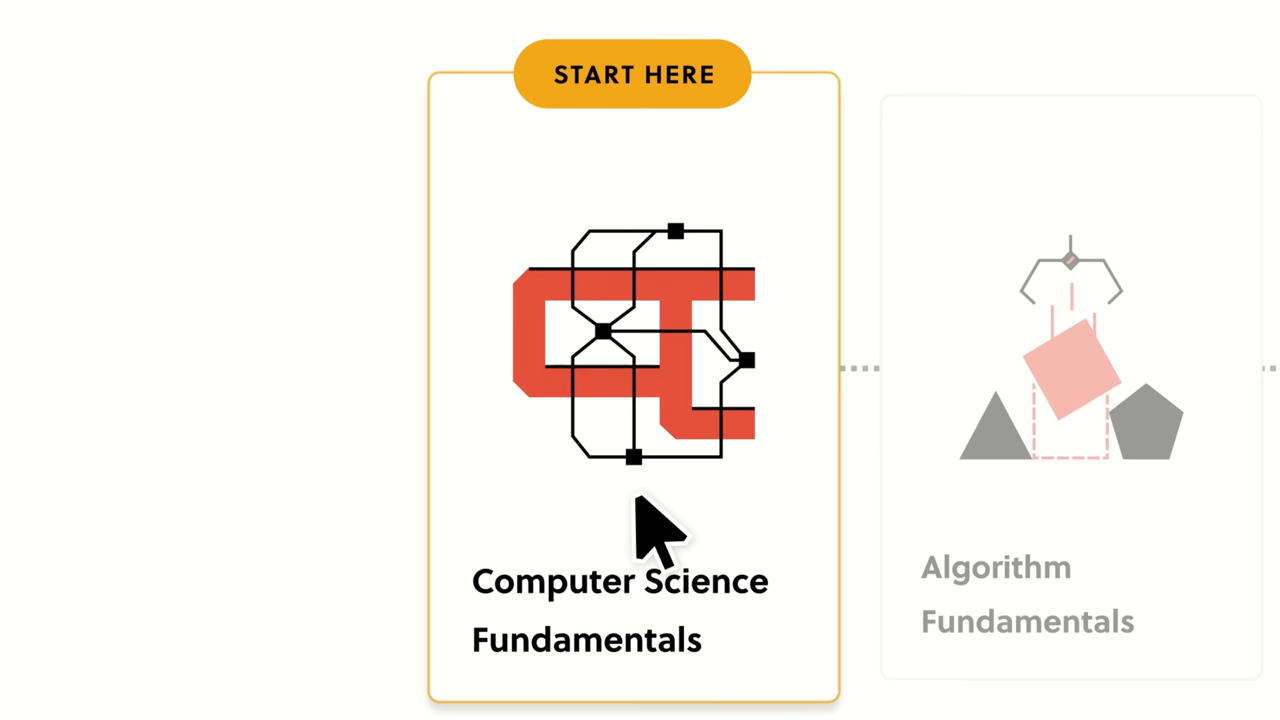 START HERE
Computer Science
Fundamentals
Algorithm
Fundamentals